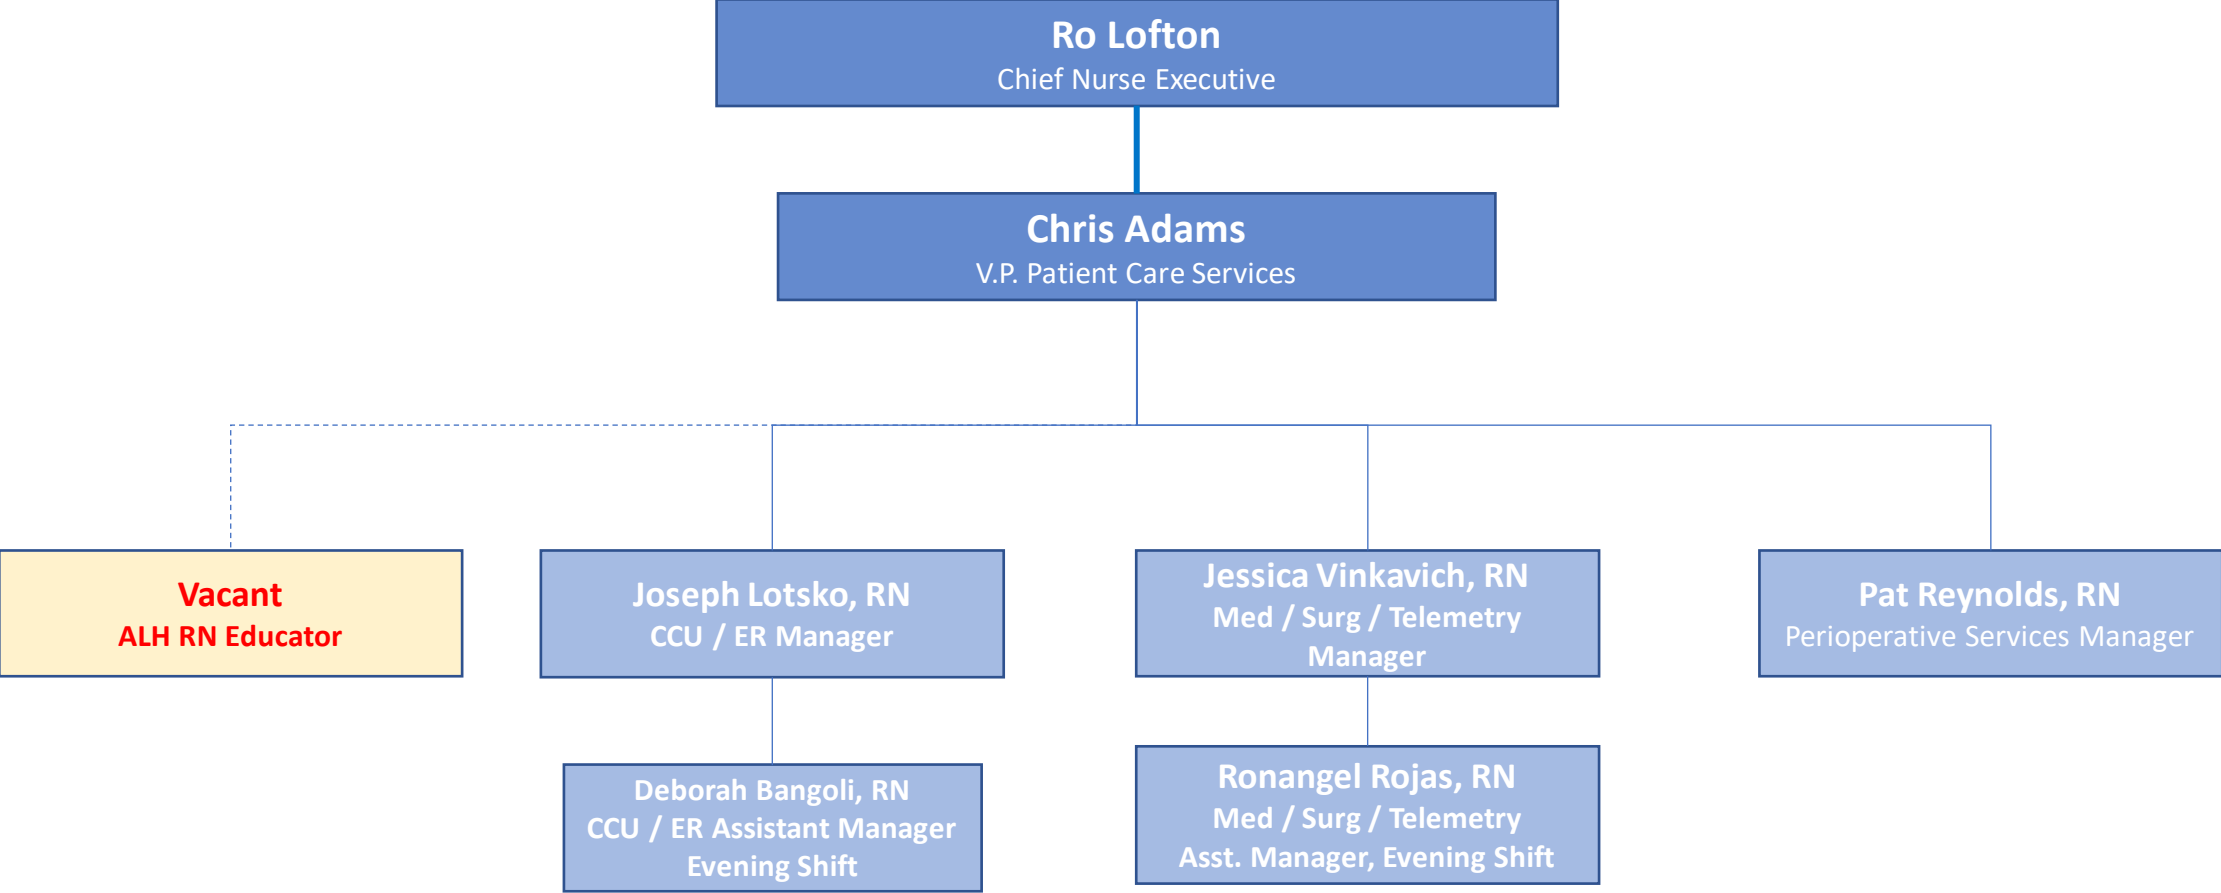 Ro Lofton
Chief Nurse Executive
Chris Adams
V.P. Patient Care Services
Vacant
ALH RN Educator
Joseph Lotsko, RN
CCU / ER Manager
Jessica Vinkavich, RN
Med / Surg / Telemetry
Manager
Pat Reynolds, RN
Perioperative Services Manager
Deborah Bangoli, RN
CCU / ER Assistant Manager
Evening Shift
Ronangel Rojas, RN
Med / Surg / Telemetry
Asst. Manager, Evening Shift